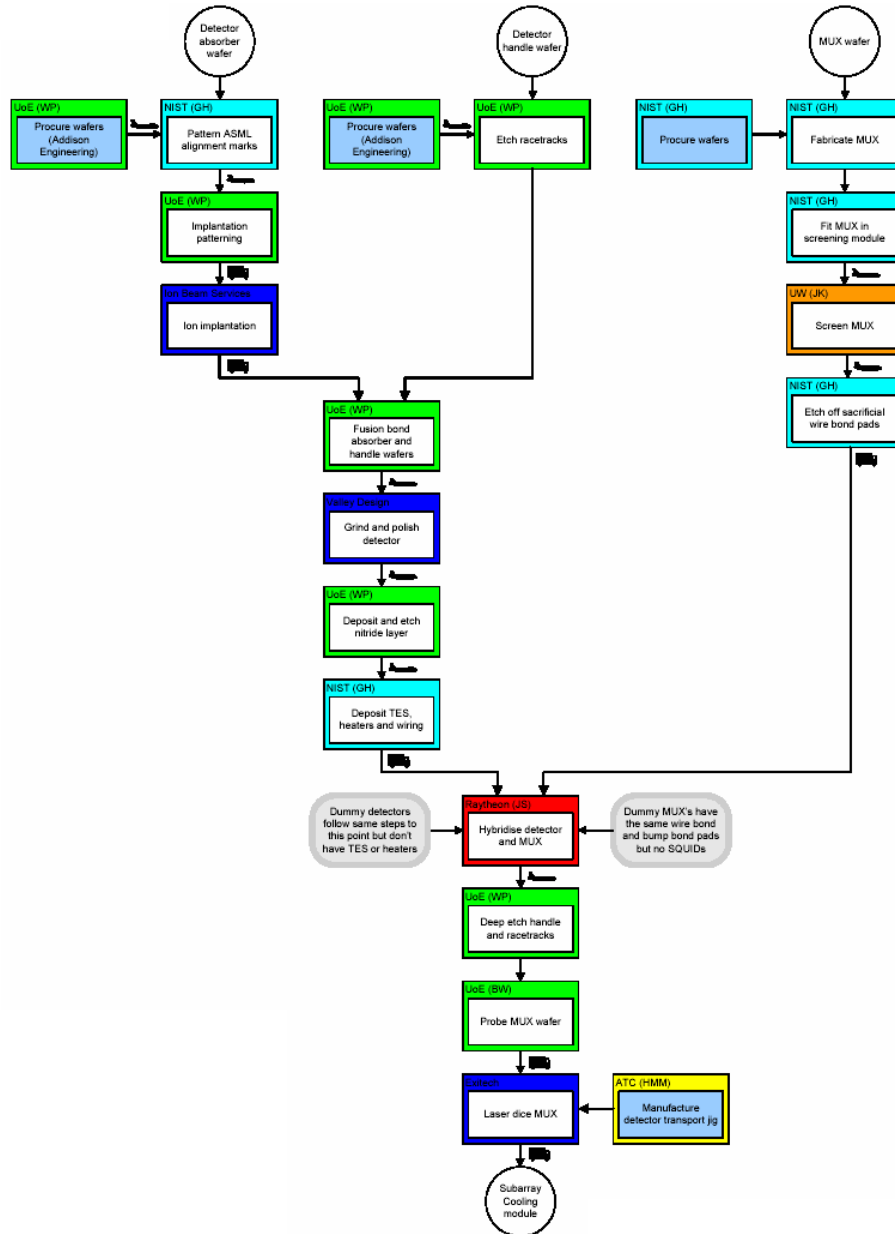 Detector
absorber
wafer
Detector
handle wafer
MUX wafer
UoE (WP)
Procure wafers
(Addison
Engineering)
NIST (GH)
Pattern ASML
alignment marks
UoE (WP)
Procure wafers
(Addison
Engineering)
UoE (WP)
Etch racetracks
NIST (GH)
Procure wafers
NIST (GH)
Fabricate MUX
UoE (WP)
Implantation
patterning
NIST (GH)
Fit MUX in
screening module
Ion Beam Services
Ion implantation
UW (JK)
Screen MUX
NIST (GH)
Etch off sacrificial
wire bond pads
UoE (WP)
Fusion bond
absorber and
handle wafers
Valley Design
Grind and polish
detector
UoE (WP)
Deposit and etch
nitride layer
NIST (GH)
Deposit TES,
heaters and wiring
Dummy detectors
follow same steps to
this point but don't
have TES or heaters
Raytheon (JS)
Hybridise detector
and MUX
Dummy MUX's have
the same wire bond
and bump bond pads
but no SQUIDs
UoE (WP)
Deep etch handle
and racetracks
UoE (BW)
Probe MUX wafer
Exitech
Laser dice MUX
ATC (HMM)
Manufacture
detector transport jig
Subarray
Cooling
module